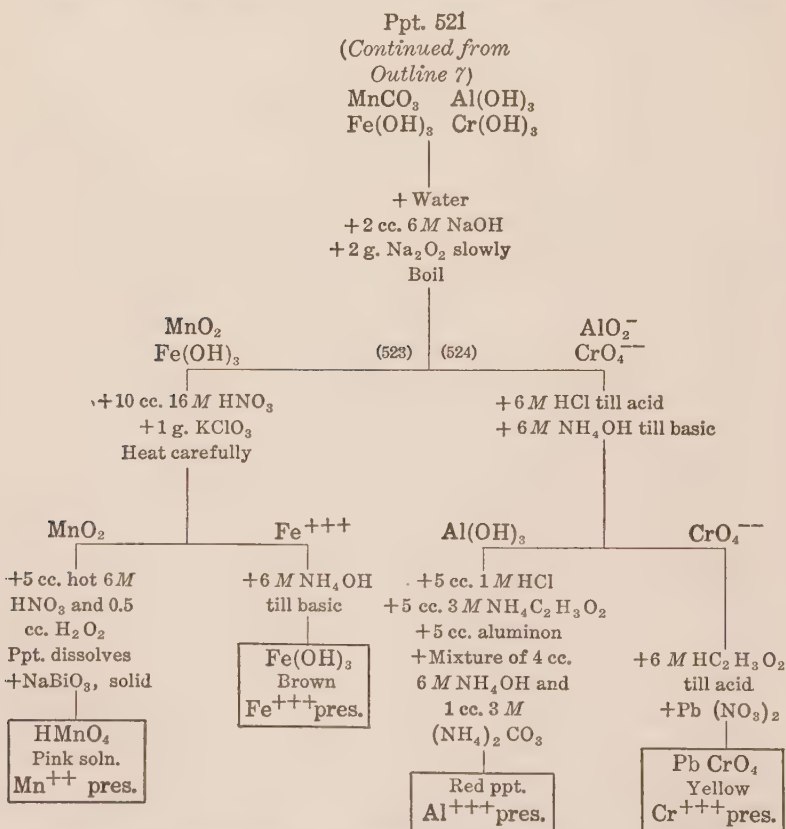 Ppt. 521
(Continued from
Outline 7)
MnCO₃ Al(OH)₃
Fe(OH)₃ Cr(OH)₃
+ Water
+2 cc. 6 M NaOH
+2 g. Na₂O₂ slowly
Boil
MnO₂
Fe(OH)₃
(523) (524)
AlO₂⁻
CrO₄⁻⁻
+10 cc. 16 M HNO₃
+1 g. KClO₃
Heat carefully
+6 M HCl till acid
+ 6 M NH₄OH till basic
MnO₂ Fe⁺⁺⁺ Al(OH)₃ CrO₄⁻⁻
+5 cc. hot 6 M
HNO₃ and 0.5
cc. H₂O₂
Ppt. dissolves
+NaBiO₃, solid
HMnO₄
Pink soln.
Mn⁺⁺ pres.
+6 M NH₄OH
till basic
Fe(OH)₃
Brown
Fe⁺⁺⁺pres.
+5 cc. 1 M HCl
+5 cc. 3 M NH₄C₂H₃O₂
+5 cc. aluminon
+Mixture of 4 cc.
6 M NH₄OH and
1 cc. 3 M
(NH₄)₂ CO₃
Red ppt.
Al⁺⁺⁺pres.
+6 M HC₂H₃O₂
till acid
+Pb (NO₃)₂
Pb CrO₄
Yellow
Cr⁺⁺⁺pres.